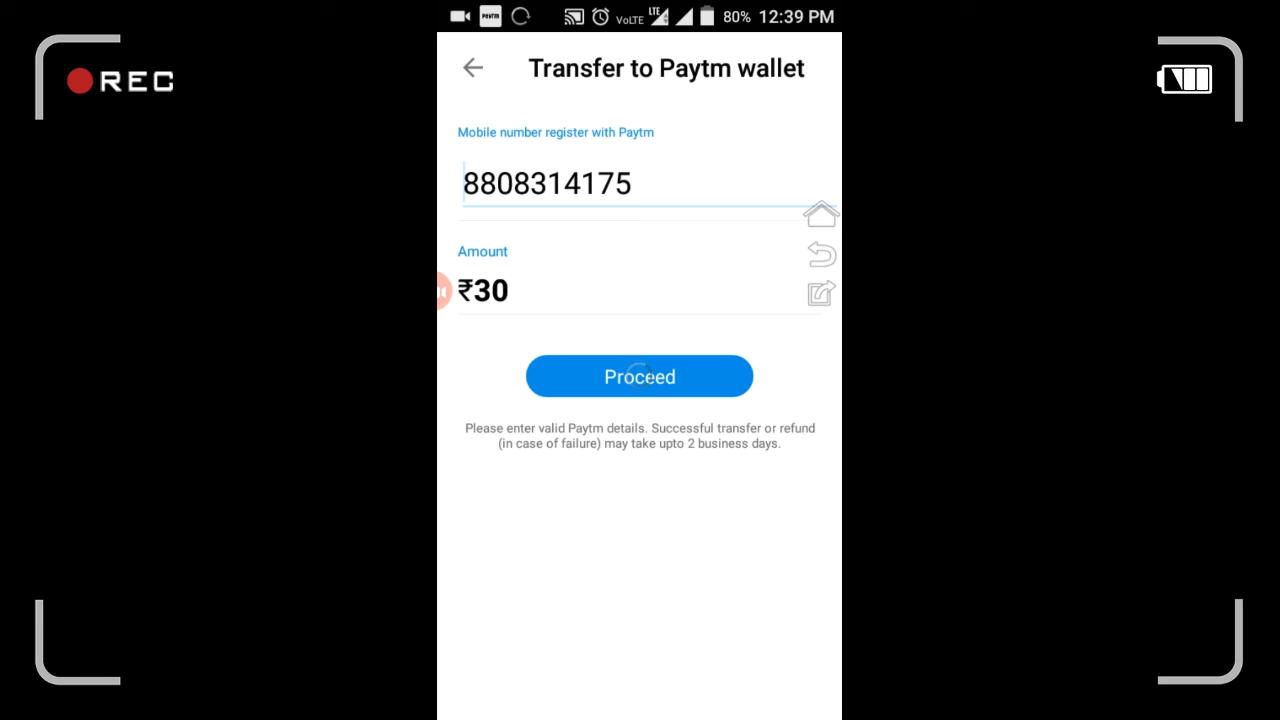 PAYTM VoLTE LTE 80% 12:39 PM
REC
Transfer to Paytm wallet
Mobile number register with Paytm
8808314175
Amount
₹30
Proceed
Please enter valid Paytm details. Successful transfer or refund
(in case of failure) may take upto 2 business days.